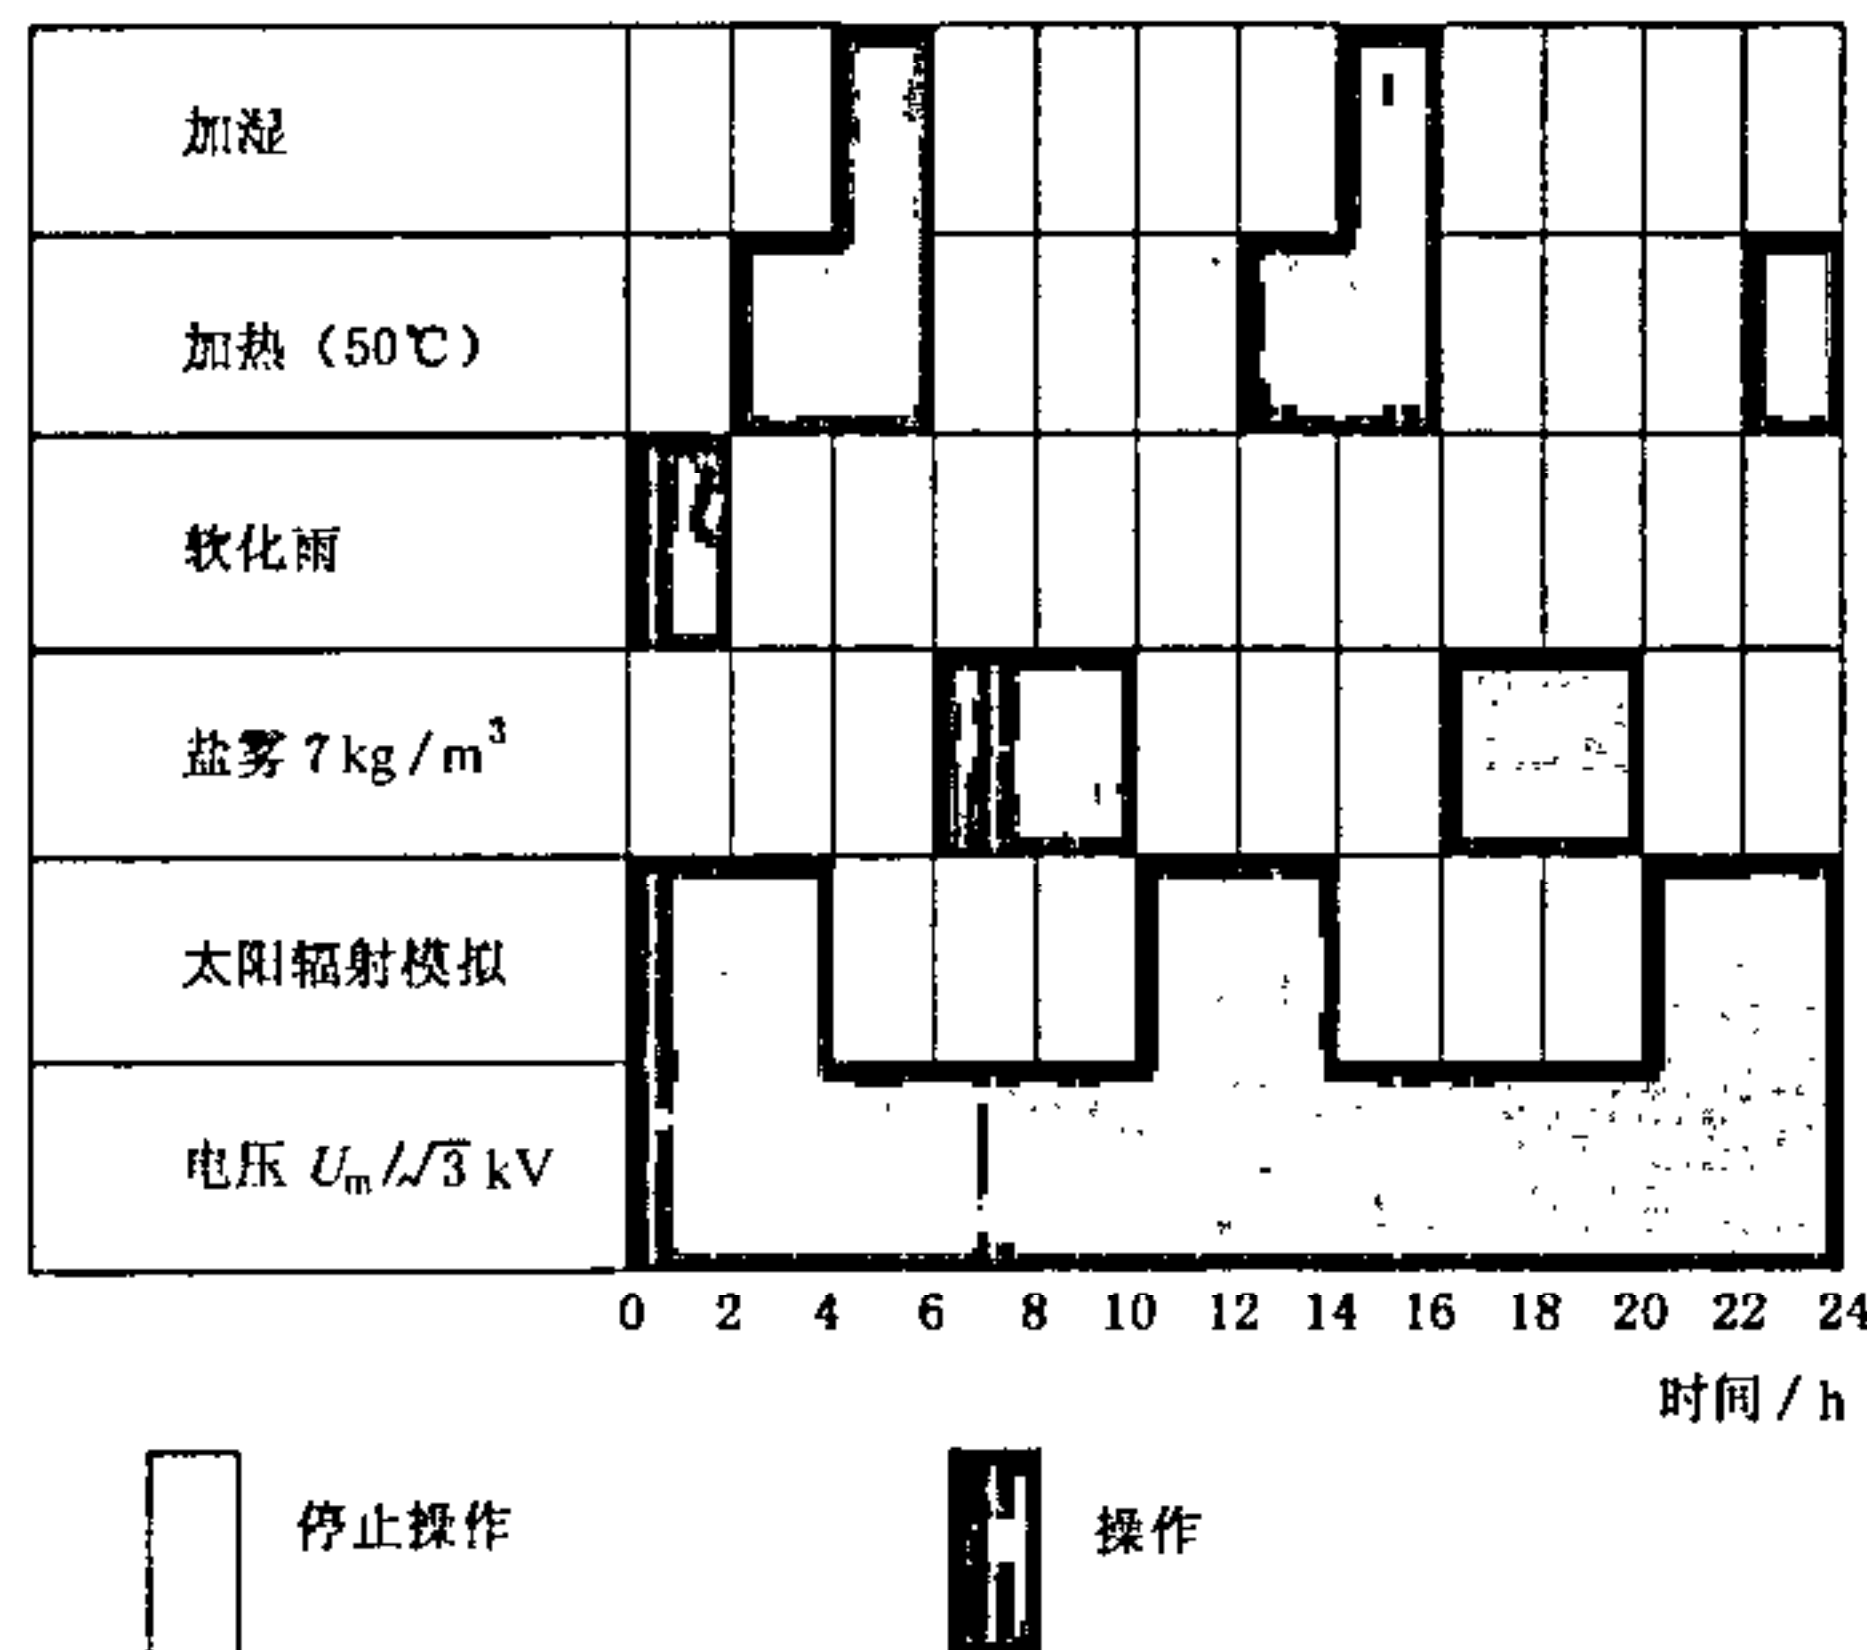 加湿
加热（50℃）
软化雨
盐雾 7 kg/m³
太阳辐射模拟
电压 Um/√3 kV
0 2 4 6 8 10 12 14 16 18 20 22 24
时间/h
停止操作 操作